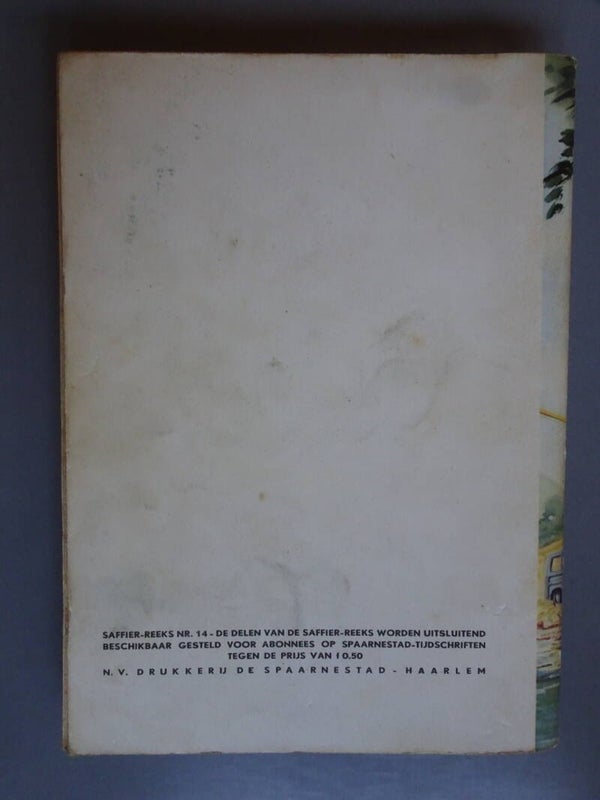 SAFFIER-REEKS NR. 14 - DE DELEN VAN DE SAFFIER-REEKS WORDEN UITSLUITEND
BESCHIKBAAR GESTELD VOOR ABONNEES OP SPAARNESTAD-TIJDSCHRIFTEN
TEGEN DE PRIJS VAN f 0.50
N.V. DRUKKERIJ DE SPAARNESTAD - HAARLEM